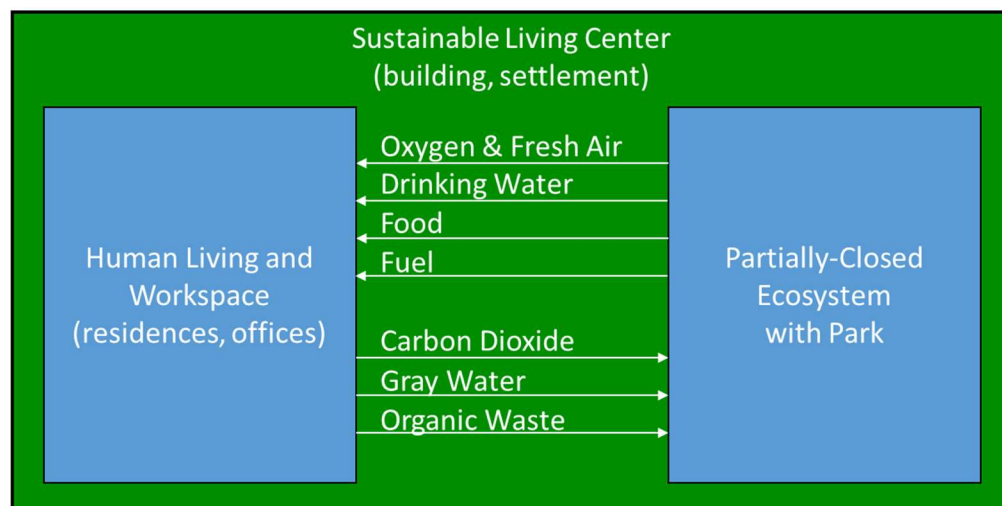 Sustainable Living Center
(building, settlement)
Human Living and
Workspace
(residences, offices)
Oxygen & Fresh Air
Drinking Water
Food
Fuel
Carbon Dioxide
Gray Water
Organic Waste
Partially-Closed
Ecosystem
with Park